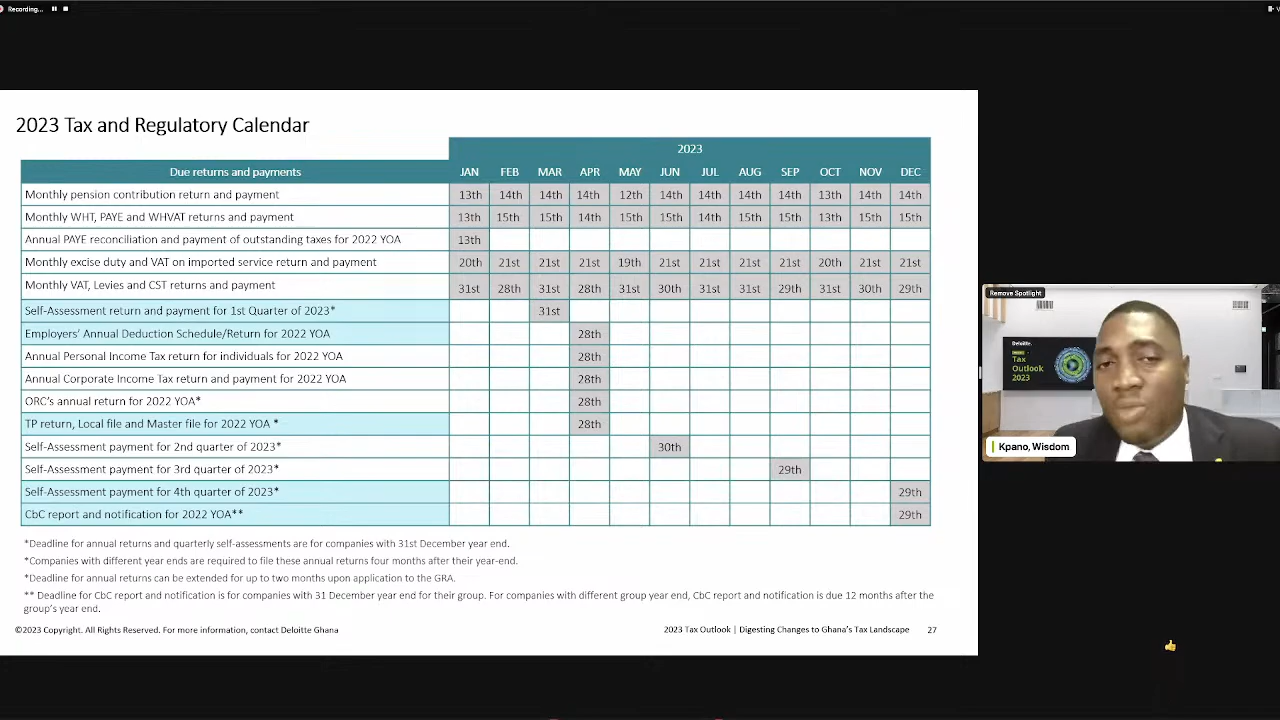 Recording...
2023 Tax and Regulatory Calendar
2023
Due returns and payments JAN FEB MAR APR MAY JUN JUL AUG SEP OCT NOV DEC
Monthly pension contribution return and payment 13th 14th 14th 14th 12th 14th 14th 14th 14th 13th 14th 14th
Monthly WHT, PAYE and WHVAT returns and payment 13th 15th 15th 14th 15th 15th 14th 15th 15th 13th 15th 15th
Annual PAYE reconciliation and payment of outstanding taxes for 2022 YOA 13th
Monthly excise duty and VAT on imported service return and payment 20th 21st 21st 21st 19th 21st 21st 21st 21st 20th 21st 21st
Monthly VAT, Levies and CST returns and payment 31st 28th 31st 28th 31st 30th 31st 31st 29th 31st 30th 29th
Self-Assessment return and payment for 1st Quarter of 2023* 31st
Employers' Annual Deduction Schedule/Return for 2022 YOA 28th
Annual Personal Income Tax return for individuals for 2022 YOA 28th
Annual Corporate Income Tax return and payment for 2022 YOA 28th
ORC's annual return for 2022 YOA* 28th
TP return, Local file and Master file for 2022 YOA * 28th
Self-Assessment payment for 2nd quarter of 2023* 30th
Self-Assessment payment for 3rd quarter of 2023* 29th
Self-Assessment payment for 4th quarter of 2023* 29th
CbC report and notification for 2022 YOA** 29th
*Deadline for annual returns and quarterly self-assessments are for companies with 31st December year end.
*Companies with different year ends are required to file these annual returns four months after their year-end.
*Deadline for annual returns can be extended for up to two months upon application to the GRA.
** Deadline for CbC report and notification is for companies with 31 December year end for their group. For companies with different group year end, CbC report and notification is due 12 months after the
group's year end.
©2023 Copyright. All Rights Reserved. For more information, contact Deloitte Ghana
2023 Tax Outlook | Digesting Changes to Ghana's Tax Landscape 27
Remove Spotlight
Deloitte.
Tax
Outlook
2023
Kpano, Wisdom